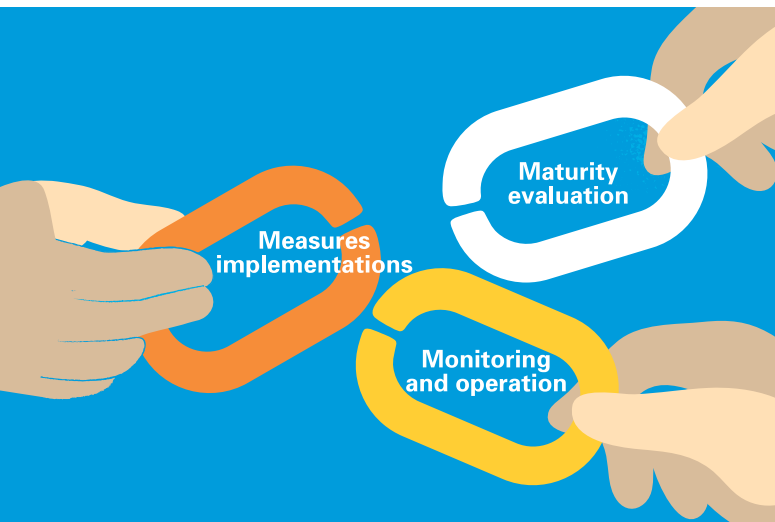 Maturity
evaluation
Measures
implementations
Monitoring
and operation